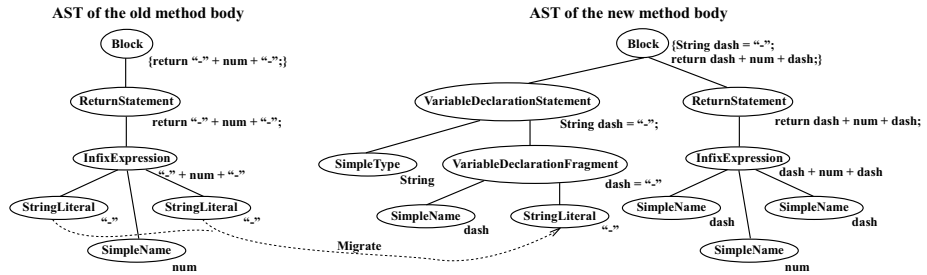 AST of the old method body
AST of the new method body
Block
{return “-” + num + “-”;}
ReturnStatement
return “-” + num + “-”;
InfixExpression
“-” + num + “-”
StringLiteral
“-”
StringLiteral
“-”
SimpleName
num
Migrate
Block
{String dash = “-”;
return dash + num + dash;}
VariableDeclarationStatement
String dash = “-”;
SimpleType
String
VariableDeclarationFragment
dash = “-”
SimpleName
dash
StringLiteral
“-”
ReturnStatement
return dash + num + dash;
InfixExpression
dash + num + dash
SimpleName
dash
SimpleName
dash
SimpleName
num